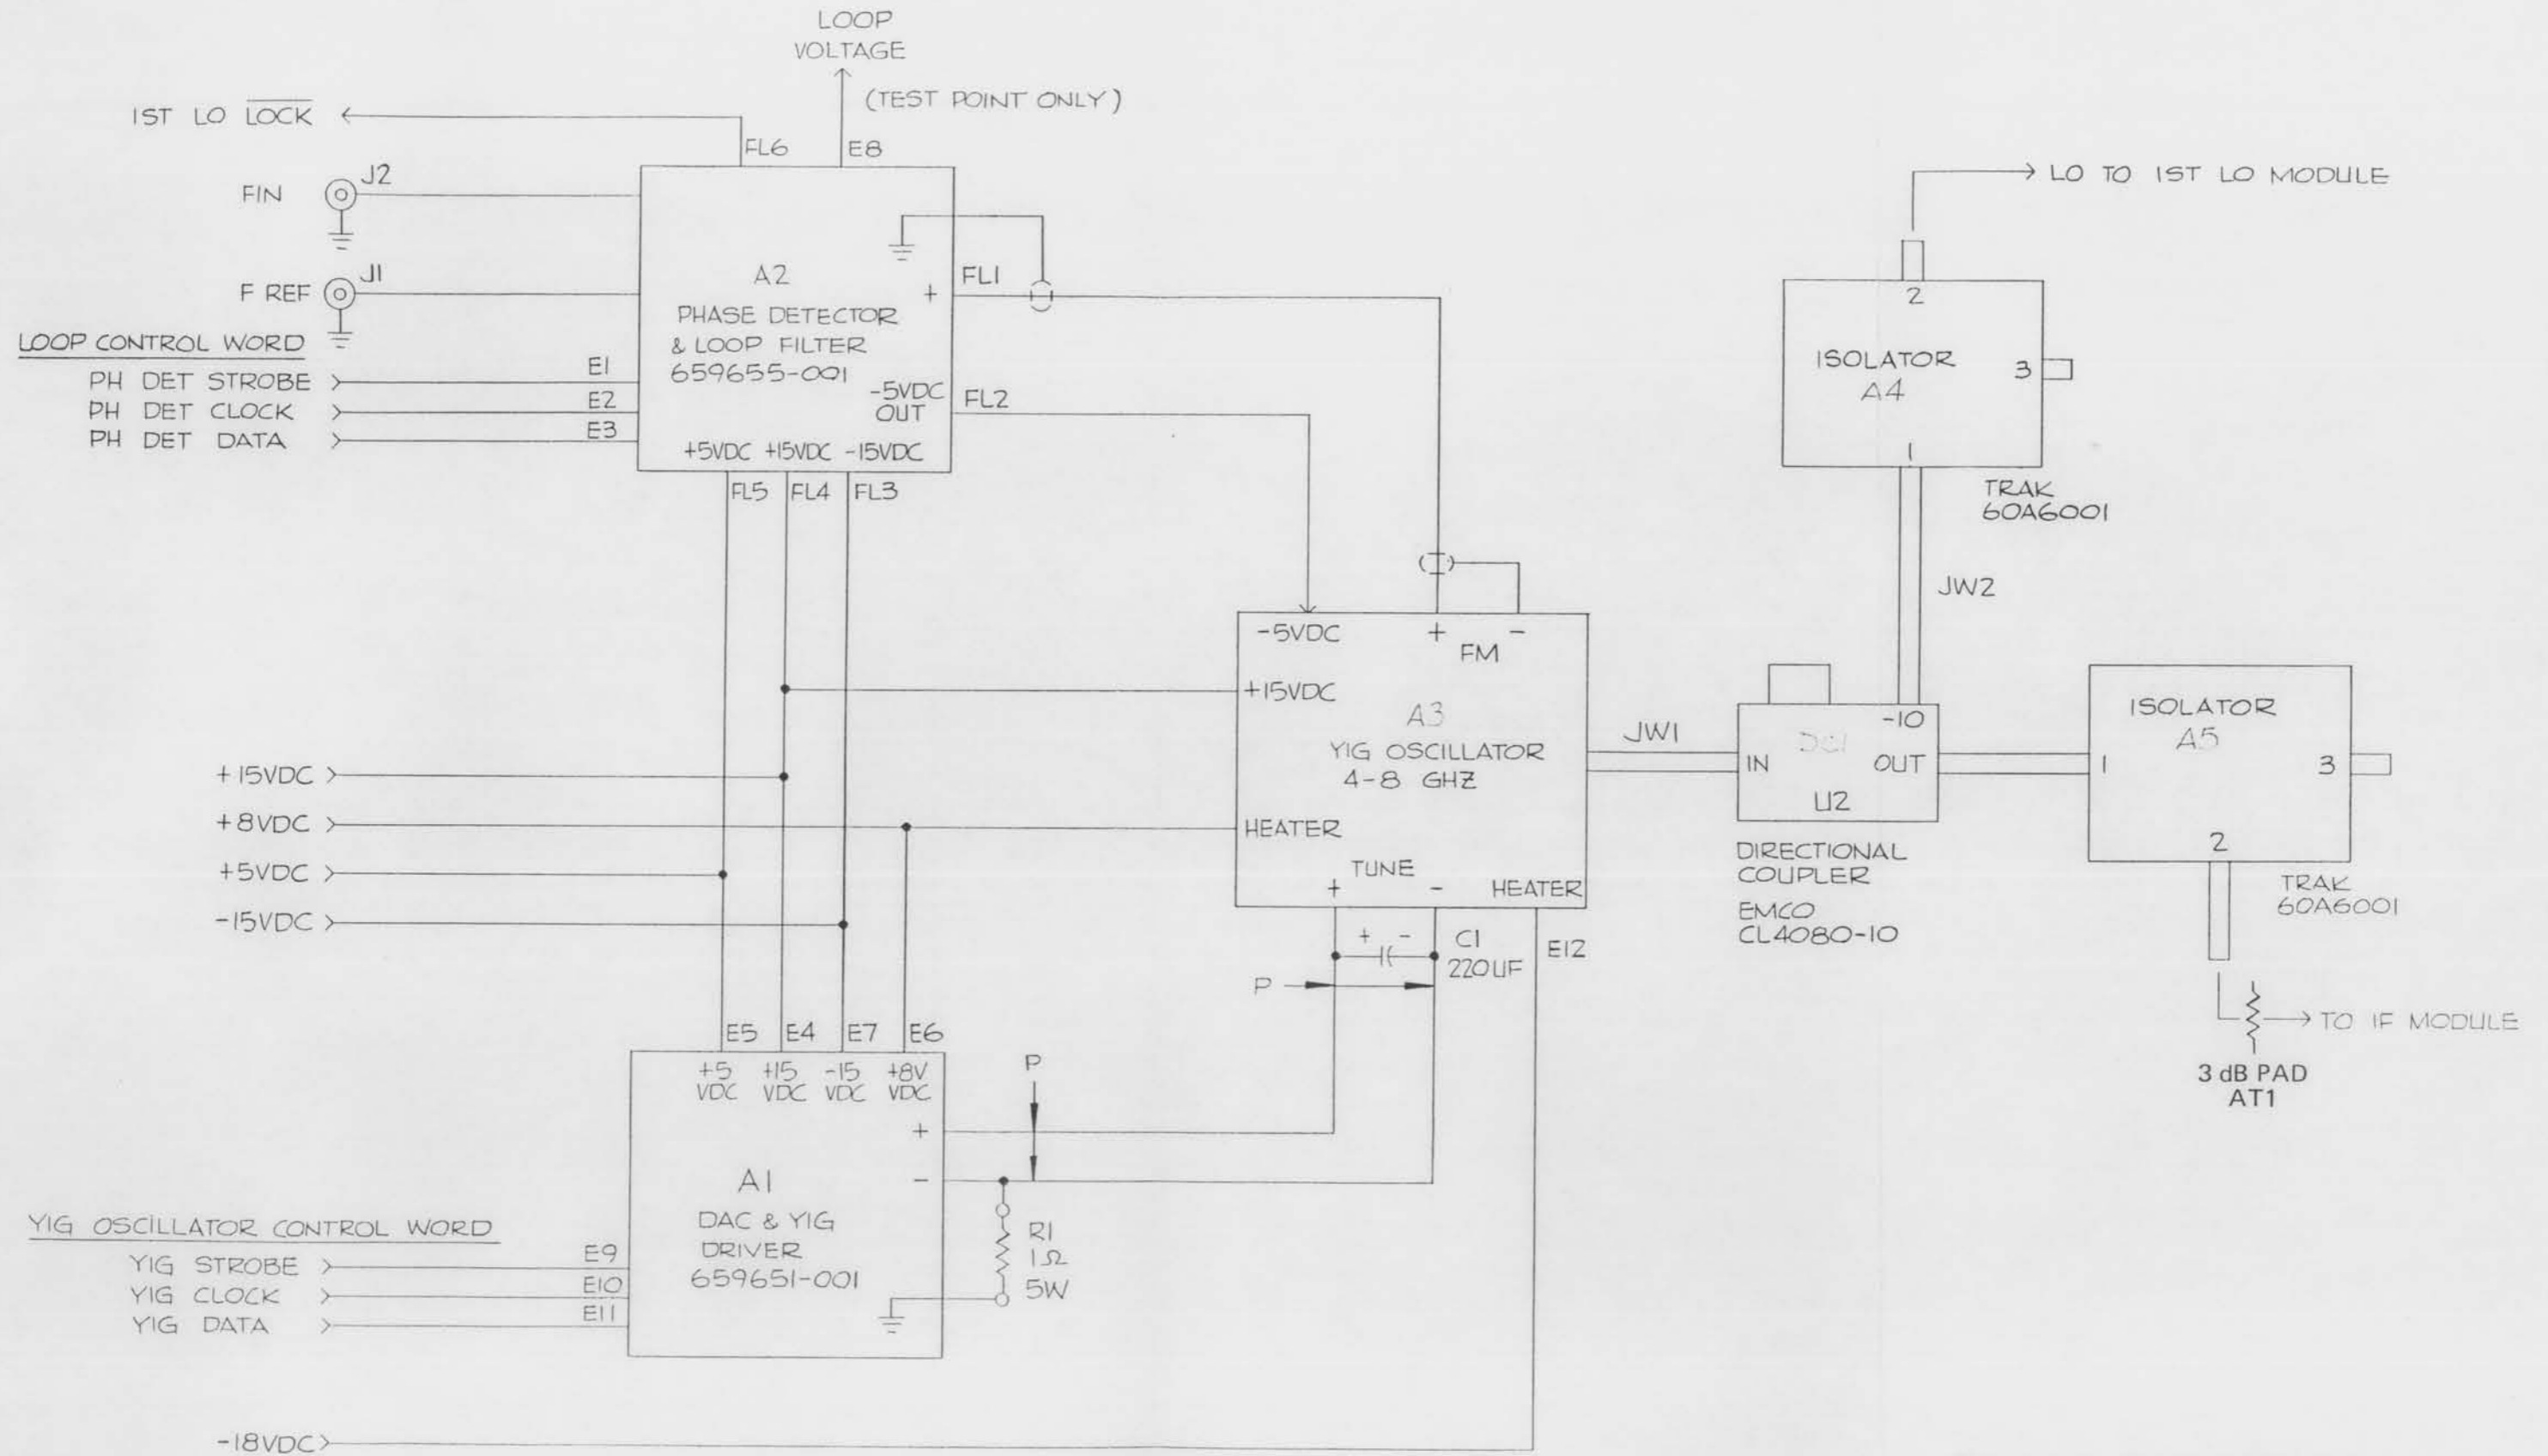 LOOP
VOLTAGE
(TEST POINT ONLY)
1ST LO LOCK
FL6
E8
FIN
J2
F REF
J1
A2
PHASE DETECTOR
& LOOP FILTER
659655-001
+
FL1
-5VDC
OUT
FL2
LOOP CONTROL WORD
PH DET STROBE
E1
PH DET CLOCK
E2
PH DET DATA
E3
+5VDC +15VDC -15VDC
FL5
FL4
FL3
LO TO 1ST LO MODULE
2
ISOLATOR
A4
3
1
TRAK
60A6001
JW2
-5VDC
+ -
FM
+15VDC
A3
YIG OSCILLATOR
4-8 GHZ
HEATER
TUNE
+ -
HEATER
JW1
-10
DC1
IN
OUT
U2
DIRECTIONAL
COUPLER
EMCO
CL4080-10
ISOLATOR
A5
1
3
2
TRAK
60A6001
TO IF MODULE
3 dB PAD
AT1
+15VDC
+8VDC
+5VDC
-15VDC
+ -
C1
220UF
E12
P
E5
E4
E7
E6
+5
VDC
+15
VDC
-15
VDC
+8V
VDC
P
+
-
A1
DAC & YIG
DRIVER
659651-001
R1
1Ω
5W
YIG OSCILLATOR CONTROL WORD
YIG STROBE
E9
YIG CLOCK
E10
YIG DATA
E11
-18VDC